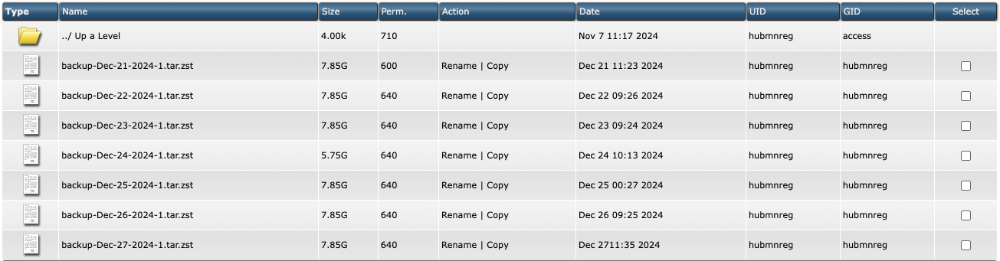 Type Name Size Perm. Action Date UID GID Select
../ Up a Level 4.00k 710 Nov 7 11:17 2024 hubmnreg access
backup-Dec-21-2024-1.tar.zst 7.85G 600 Rename | Copy Dec 21 11:23 2024 hubmnreg hubmnreg
backup-Dec-22-2024-1.tar.zst 7.85G 640 Rename | Copy Dec 22 09:26 2024 hubmnreg hubmnreg
backup-Dec-23-2024-1.tar.zst 7.85G 640 Rename | Copy Dec 23 09:24 2024 hubmnreg hubmnreg
backup-Dec-24-2024-1.tar.zst 5.75G 640 Rename | Copy Dec 24 10:13 2024 hubmnreg hubmnreg
backup-Dec-25-2024-1.tar.zst 7.85G 640 Rename | Copy Dec 25 00:27 2024 hubmnreg hubmnreg
backup-Dec-26-2024-1.tar.zst 7.85G 640 Rename | Copy Dec 26 09:25 2024 hubmnreg hubmnreg
backup-Dec-27-2024-1.tar.zst 7.85G 640 Rename | Copy Dec 2711:35 2024 hubmnreg hubmnreg